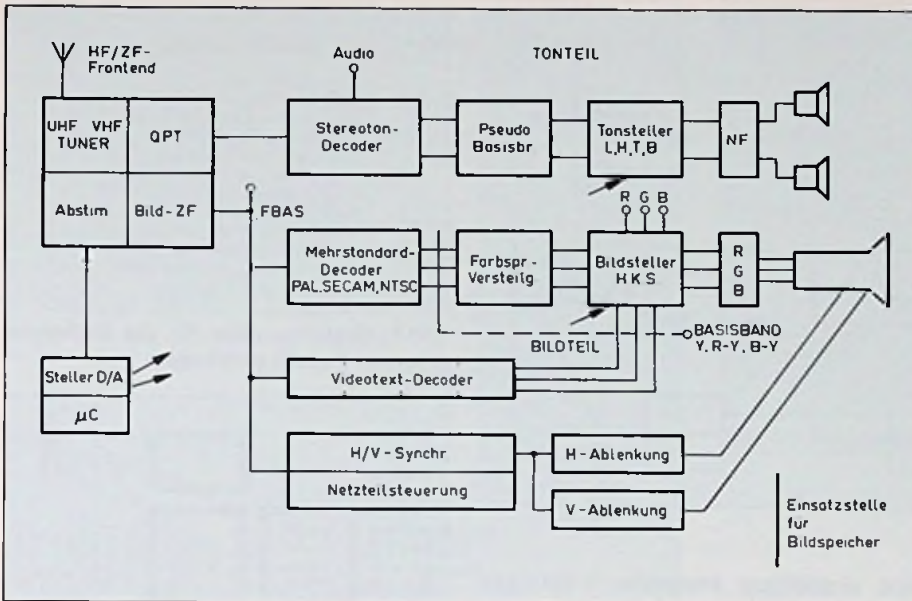 HF/ZF-
Frontend
Audio
TONTEIL
UHF VHF
TUNER
QPT
Stereoton-
Decoder
Pseudo
Basisbr.
Tonsteller
L,H,T,B
NF
Abstim
Bild-ZF
FBAS
R G B
Mehrstandard-
Decoder
PAL.SECAM,NTSC
Farbspr-
Versteilg
Bildsteller
H K S
R
G
B
BILDTEIL
BASISBAND
Y, R-Y, B-Y
Steller D/A
µC
Videotext-Decoder
H/V-Synchr
Netzteilsteuerung
H-Ablenkung
V-Ablenkung
Einsatzstelle
für
Bildspeicher